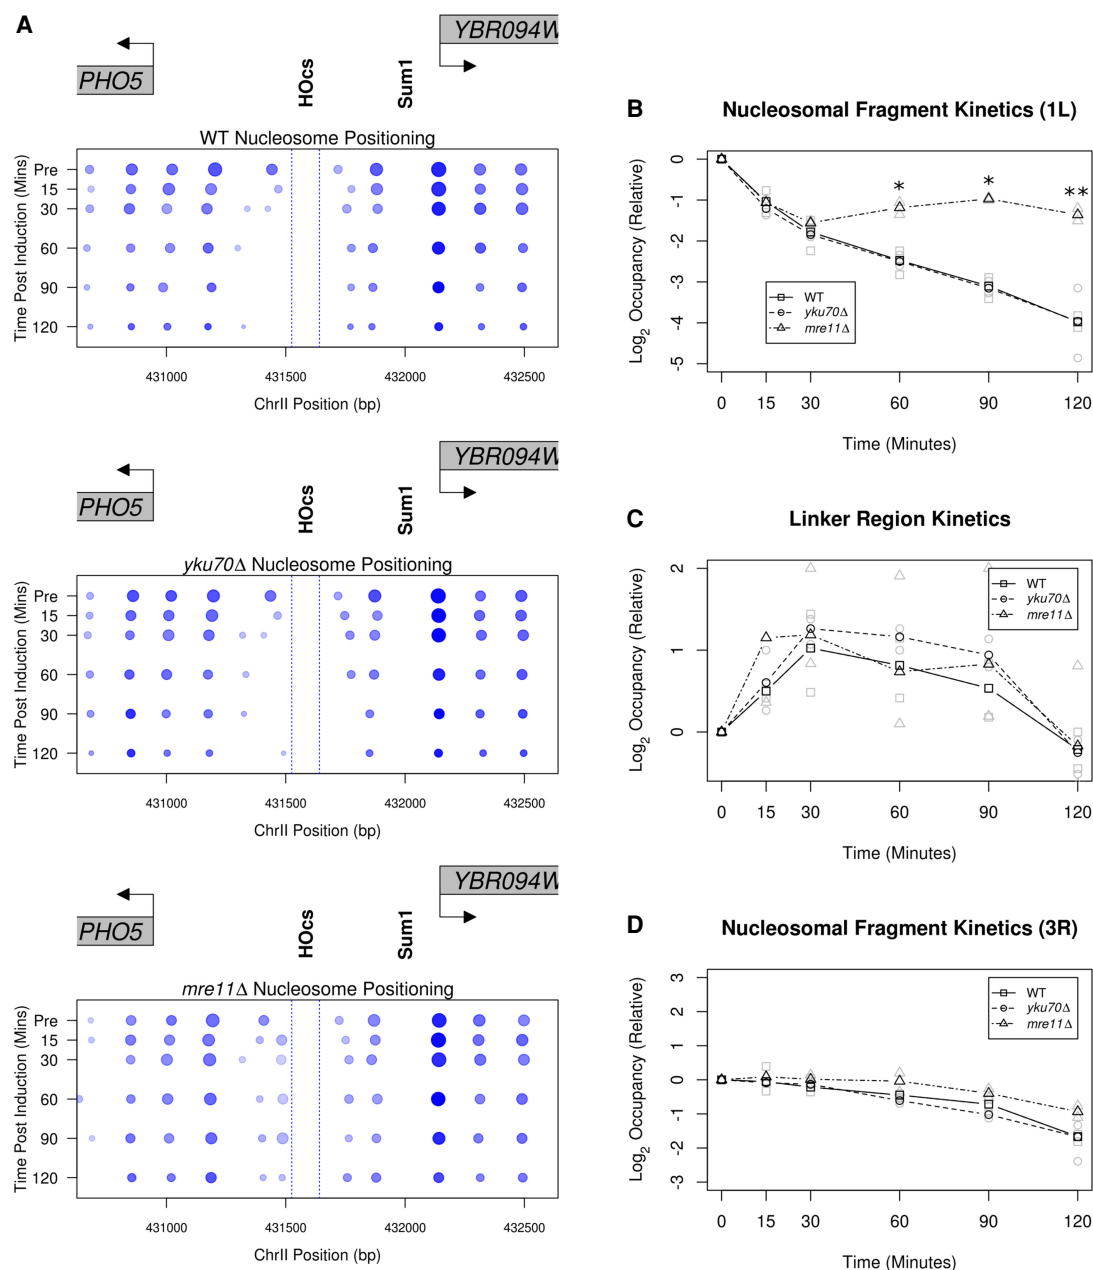 A
PHO5
YBR094W
HOcs
Sum1
WT Nucleosome Positioning
Time Post Induction (Mins)
Pre
15
30
60
90
120
431000 431500 432000 432500
ChrII Position (bp)
PHO5
YBR094W
HOcs
Sum1
yku70Δ Nucleosome Positioning
Time Post Induction (Mins)
Pre
15
30
60
90
120
431000 431500 432000 432500
ChrII Position (bp)
PHO5
YBR094W
HOcs
Sum1
mre11Δ Nucleosome Positioning
Time Post Induction (Mins)
Pre
15
30
60
90
120
431000 431500 432000 432500
ChrII Position (bp)
B
Nucleosomal Fragment Kinetics (1L)
Log2 Occupancy (Relative)
0
-1
-2
-3
-4
-5
* * **
WT
yku70Δ
mre11Δ
0 15 30 60 90 120
Time (Minutes)
C
Linker Region Kinetics
Log2 Occupancy (Relative)
2
1
0
WT
yku70Δ
mre11Δ
0 15 30 60 90 120
Time (Minutes)
D
Nucleosomal Fragment Kinetics (3R)
Log2 Occupancy (Relative)
3
2
1
0
-1
-2
-3
WT
yku70Δ
mre11Δ
0 15 30 60 90 120
Time (Minutes)